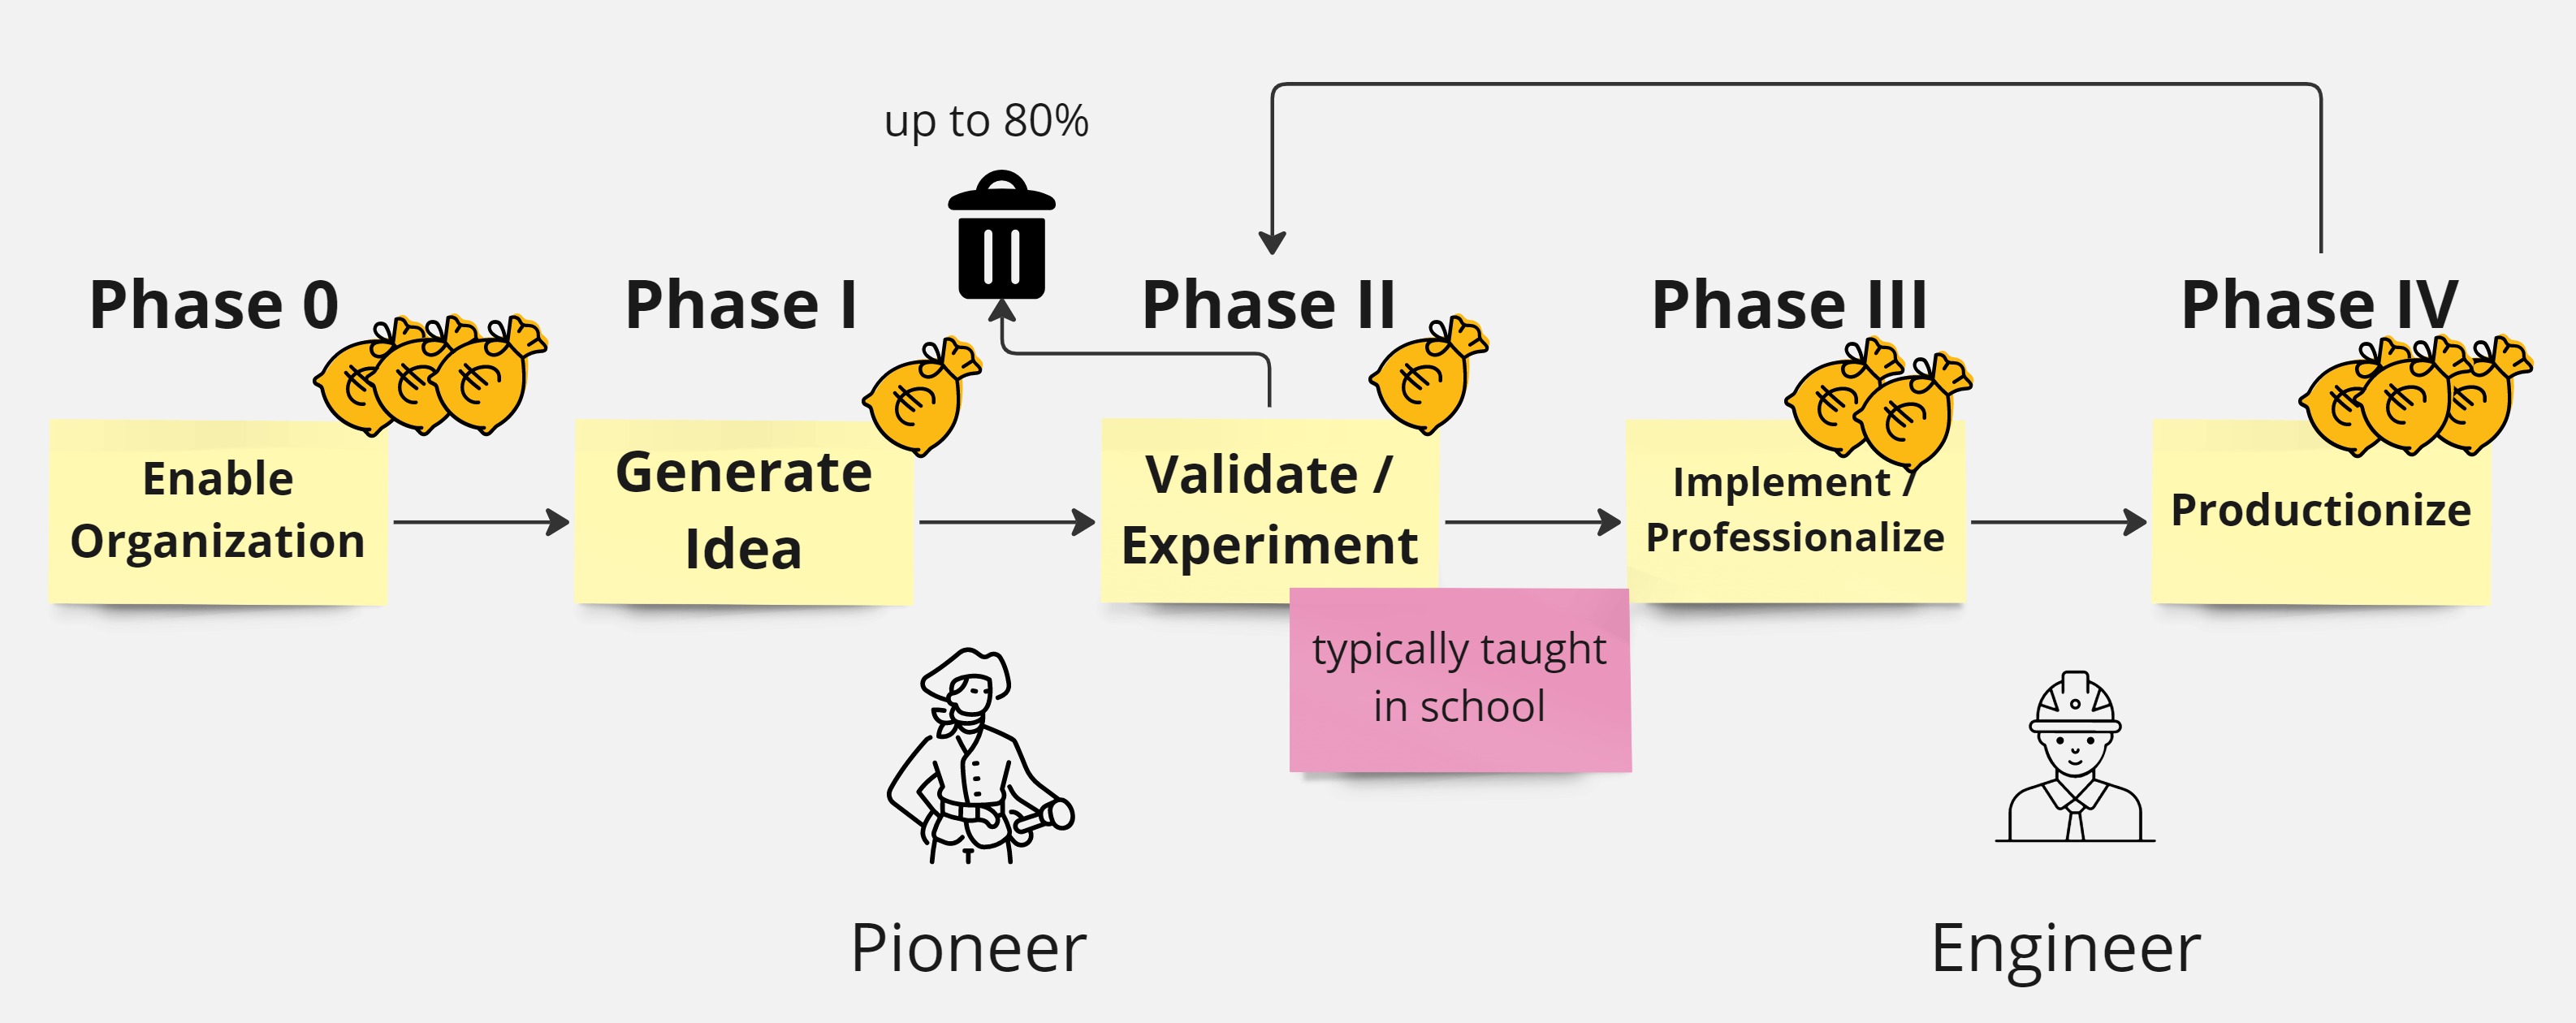 up to 80%
Phase 0
Phase I
Phase II
Phase III
Phase IV
Enable
Organization
Generate
Idea
Validate /
Experiment
Implement /
Professionalize
Productionize
typically taught
in school
Pioneer
Engineer